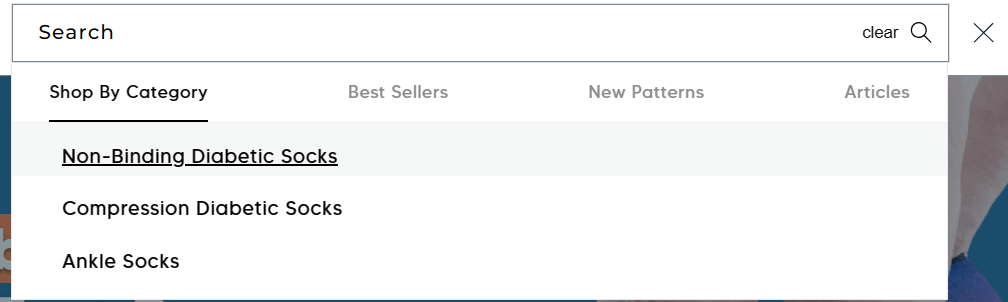 Search clear
Shop By Category Best Sellers New Patterns Articles
Non-Binding Diabetic Socks
Compression Diabetic Socks
Ankle Socks